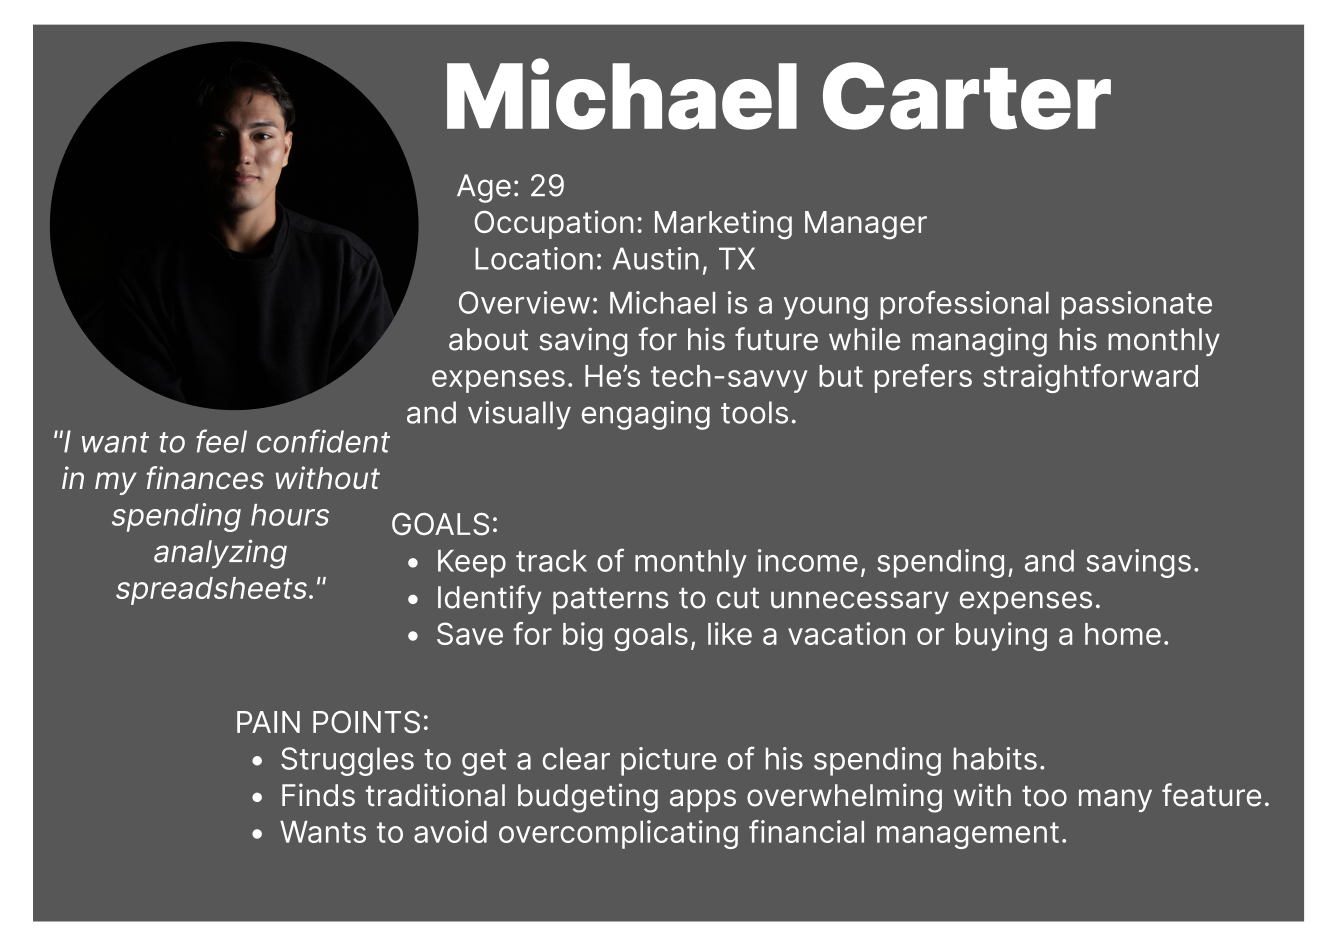 Michael Carter
Age: 29
Occupation: Marketing Manager
Location: Austin, TX
Overview: Michael is a young professional passionate
about saving for his future while managing his monthly
expenses. He’s tech-savvy but prefers straightforward
and visually engaging tools.
"I want to feel confident
in my finances without
spending hours
analyzing
spreadsheets."
GOALS:
• Keep track of monthly income, spending, and savings.
• Identify patterns to cut unnecessary expenses.
• Save for big goals, like a vacation or buying a home.
PAIN POINTS:
• Struggles to get a clear picture of his spending habits.
• Finds traditional budgeting apps overwhelming with too many feature.
• Wants to avoid overcomplicating financial management.